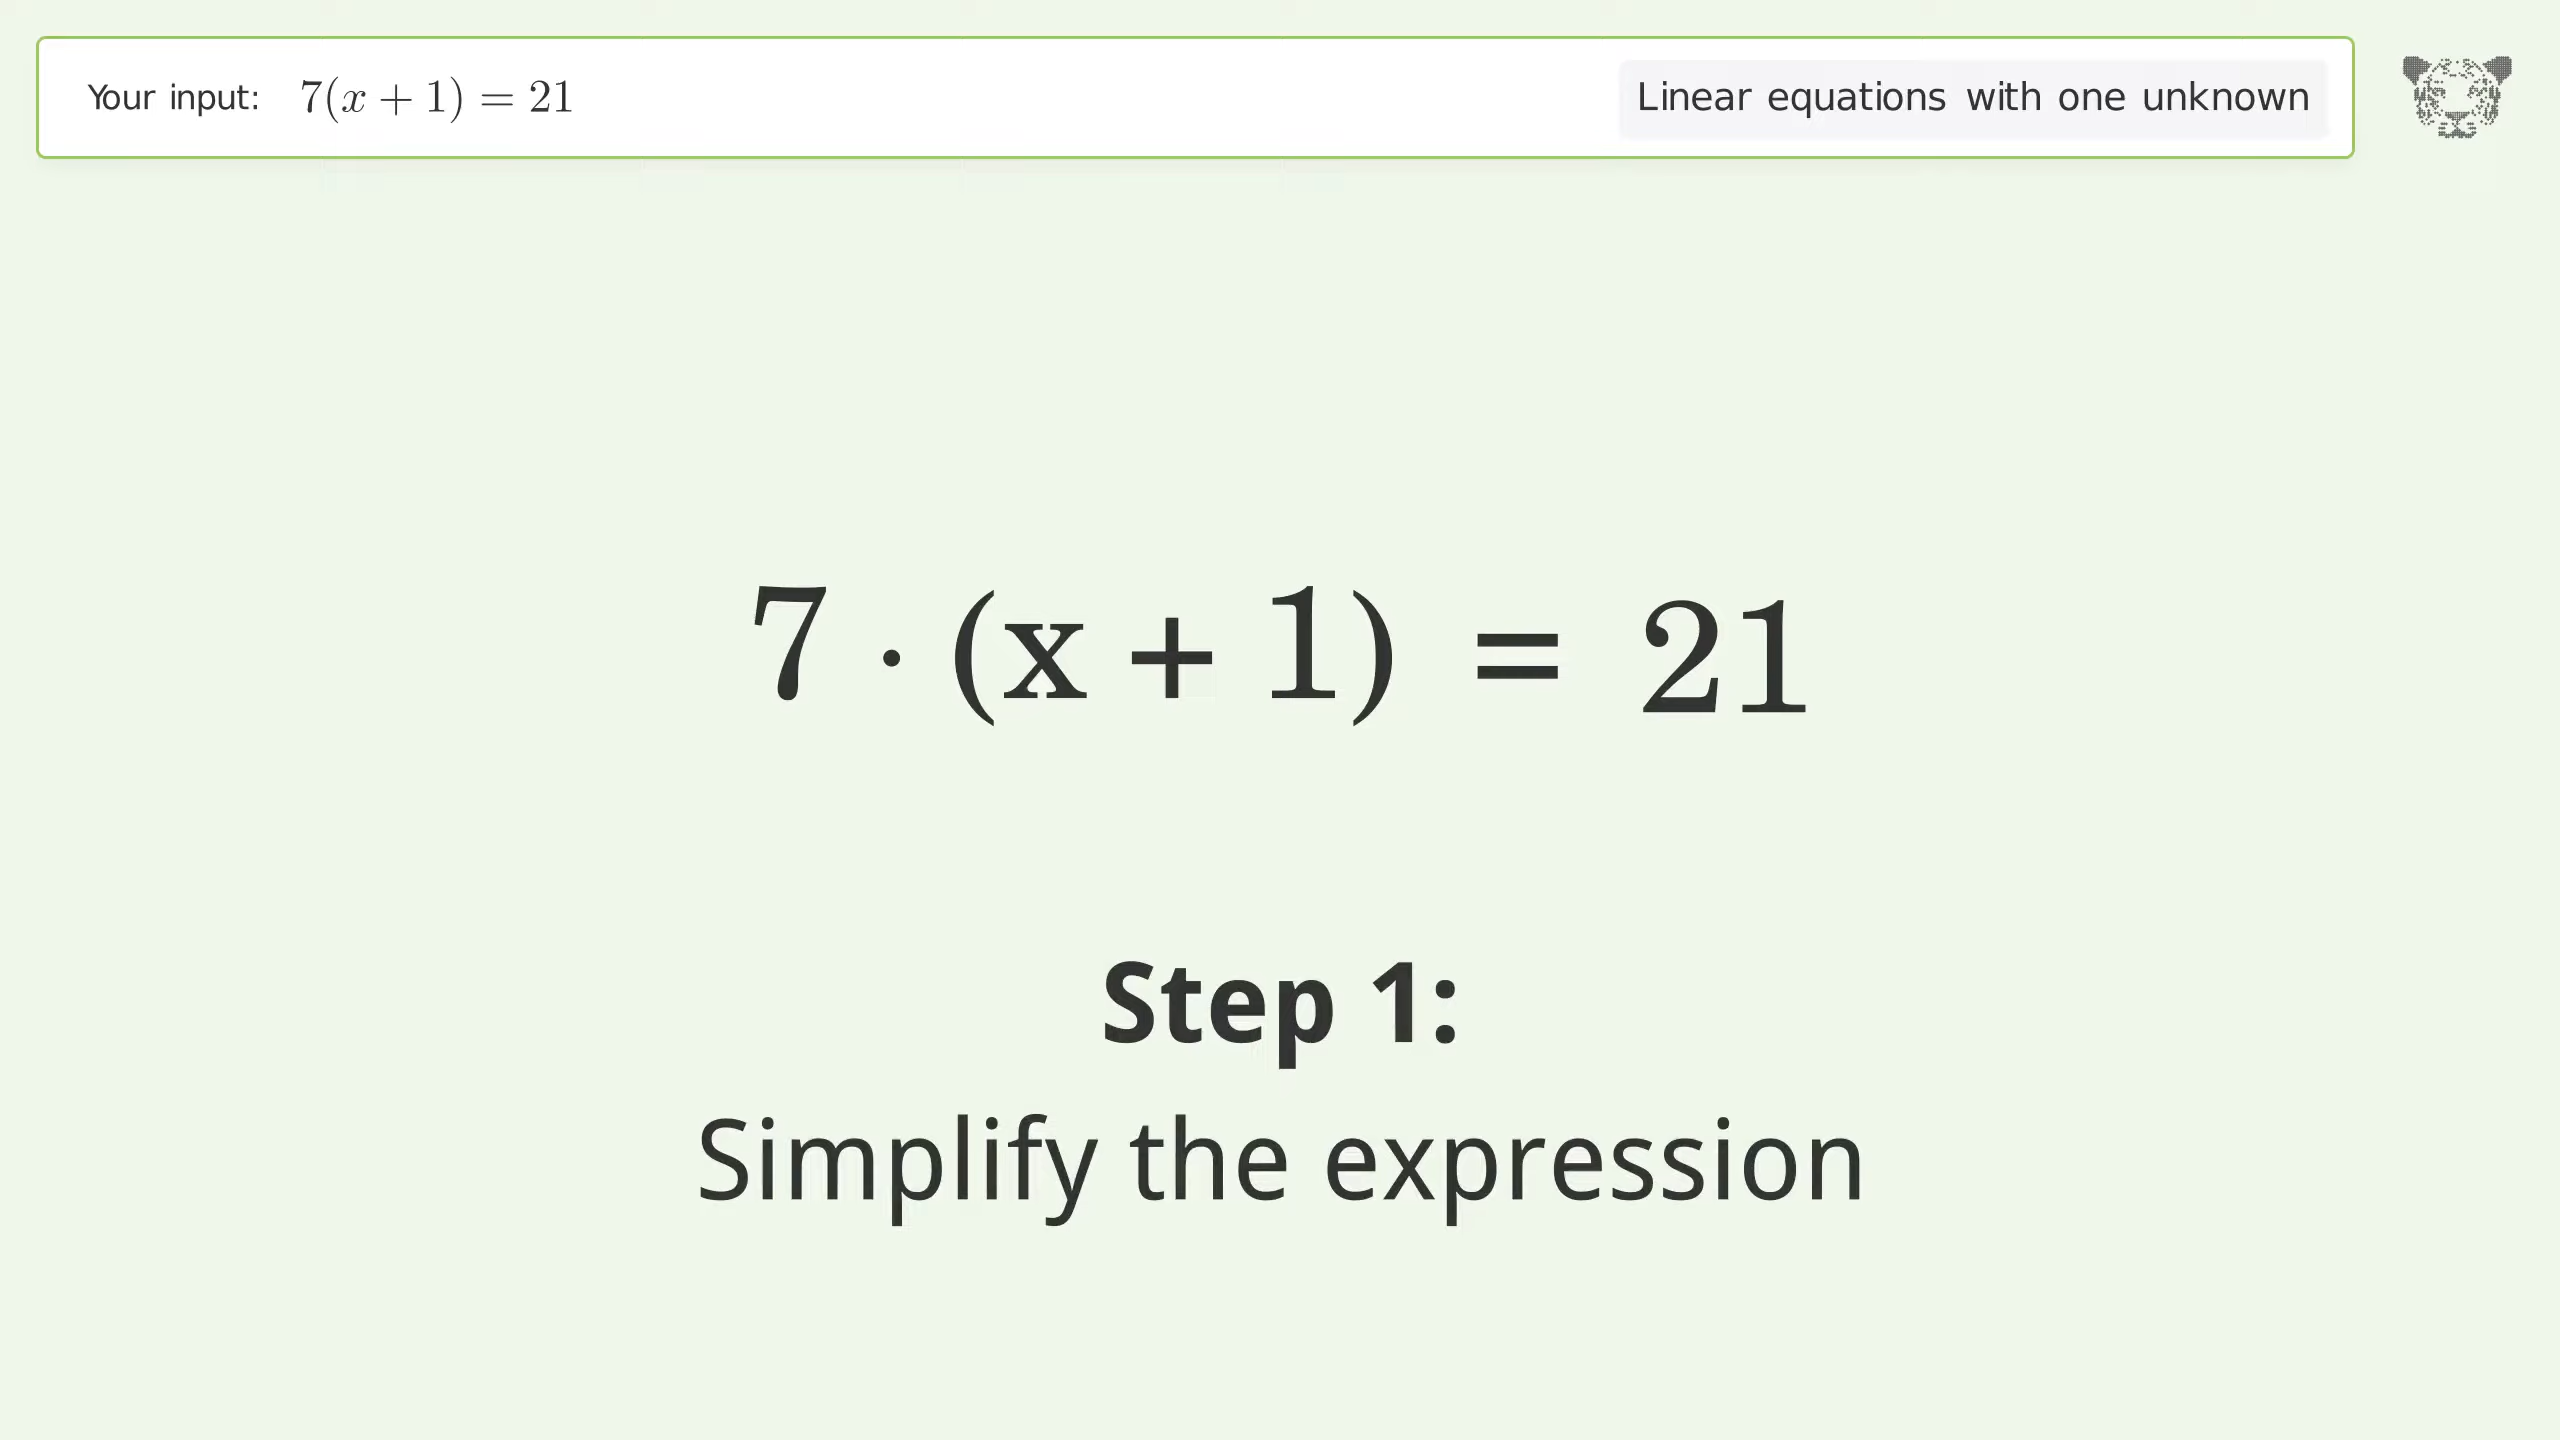 Your input: 7(x + 1) = 21
Linear equations with one unknown
7 · (x + 1) = 21
Step 1:
Simplify the expression